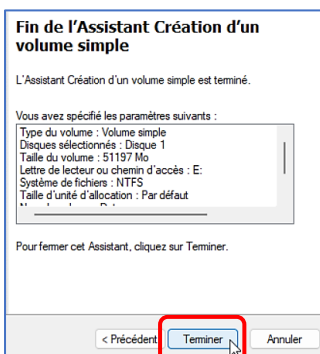 Fin de l'Assistant Création d'un
volume simple
L'Assistant Création d'un volume simple est terminé.
Vous avez spécifié les paramètres suivants :
Type du volume : Volume simple
Disques sélectionnés : Disque 1
Taille du volume : 51197 Mo
Lettre de lecteur ou chemin d'accès : E:
Système de fichiers : NTFS
Taille d'unité d'allocation : Par défaut
Pour fermer cet Assistant, cliquez sur Terminer.
< Précédent
Terminer
Annuler